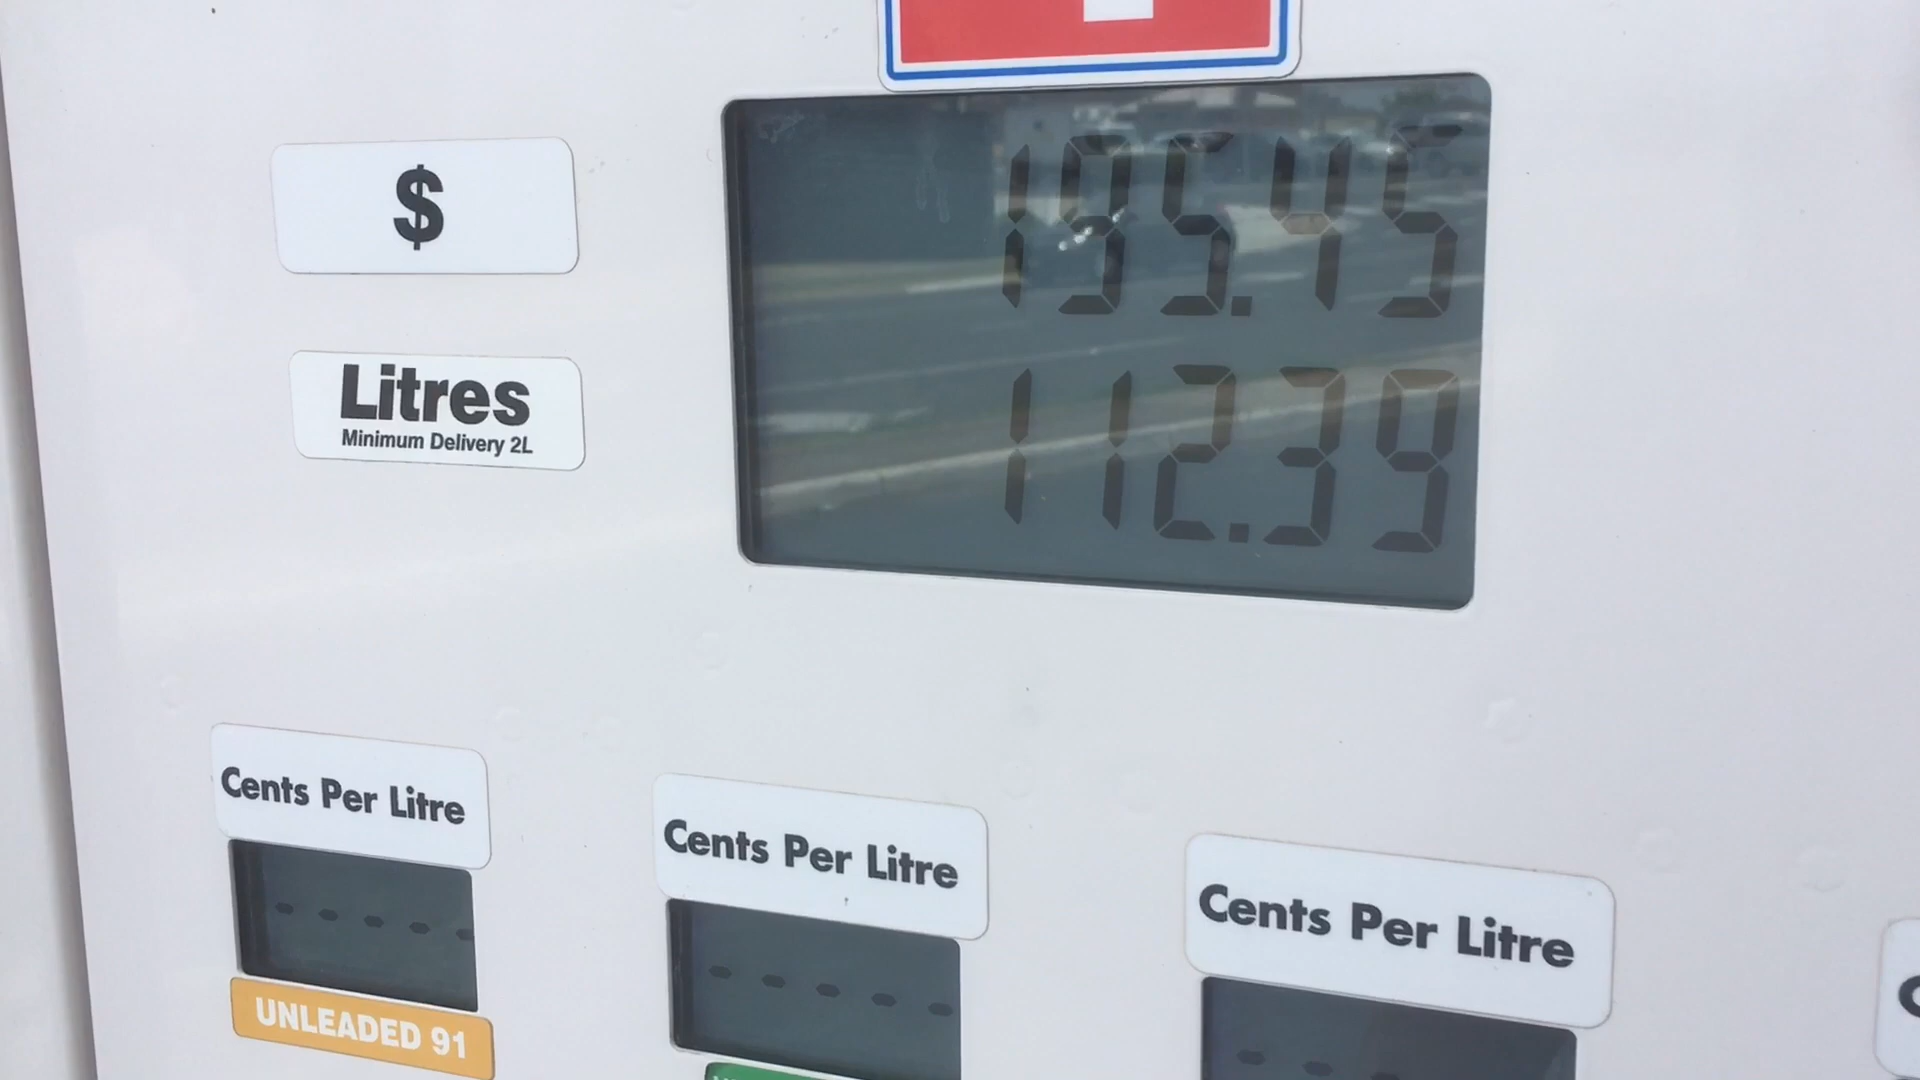 $
195.45
Litres
Minimum Delivery 2L
112.39
Cents Per Litre
Cents Per Litre
Cents Per Litre
-----
-----
UNLEADED 91